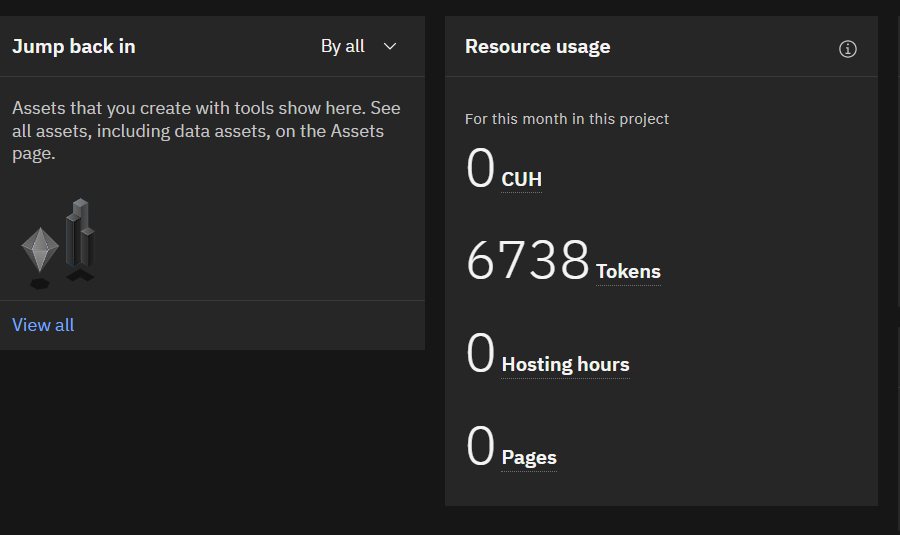 Jump back in
By all
Assets that you create with tools show here. See
all assets, including data assets, on the Assets
page.
View all
Resource usage
For this month in this project
0 CUH
6738 Tokens
0 Hosting hours
0 Pages